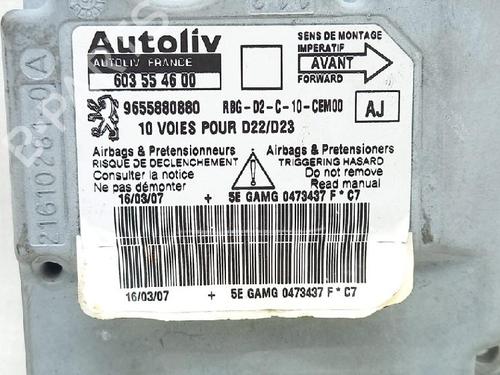 Autoliv
AUTOLIV FRANCE
603 55 46 00
SENS DE MONTAGE
IMPERATIF
AVANT
FORWARD
9655880880 RBG-D2-C-10-CEM00
AJ
10 VOIES POUR D22/D23
Airbags & Pretensionneurs
RISQUE DE DECLENCHEMENT
Consulter la notice
Ne pas démonter
Airbags & Pretensioners
TRIGGERING HASARD
Do not remove
Read manual
16/03/07 + 5E GAMG 0473437 F * C7
16/03/07 + 5E GAMG 0473437 F * C7